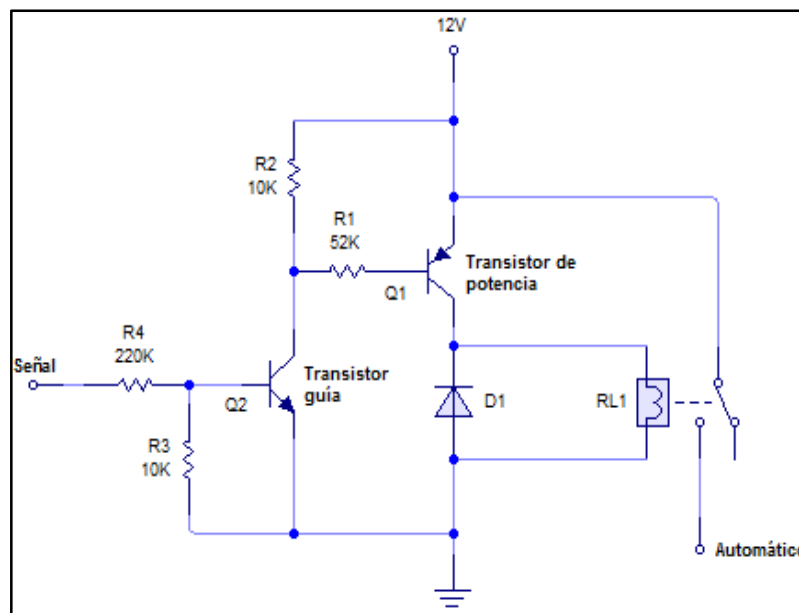 12V
R2
10K
R1
52K
Transistor de
potencia
Q1
R4
220K
Señal
Transistor
guía
Q2
D1
RL1
R3
10K
Automático